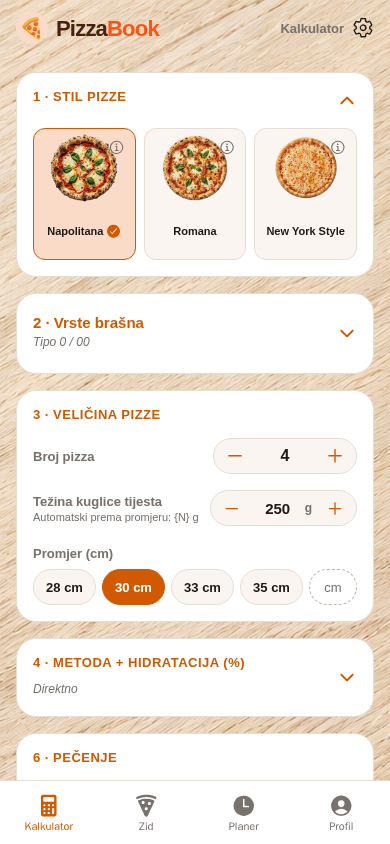 PizzaBook
Kalkulator
1 · STIL PIZZE
Napolitana
Romana
New York Style
2 · Vrste brašna
Tipo 0 / 00
3 · VELIČINA PIZZE
Broj pizza
4
Težina kuglice tijesta
Automatski prema promjeru: {N} g
250 g
Promjer (cm)
28 cm
30 cm
33 cm
35 cm
cm
4 · METODA + HIDRATACIJA (%)
Direktno
6 · PEČENJE
Kalkulator
Zid
Planer
Profil